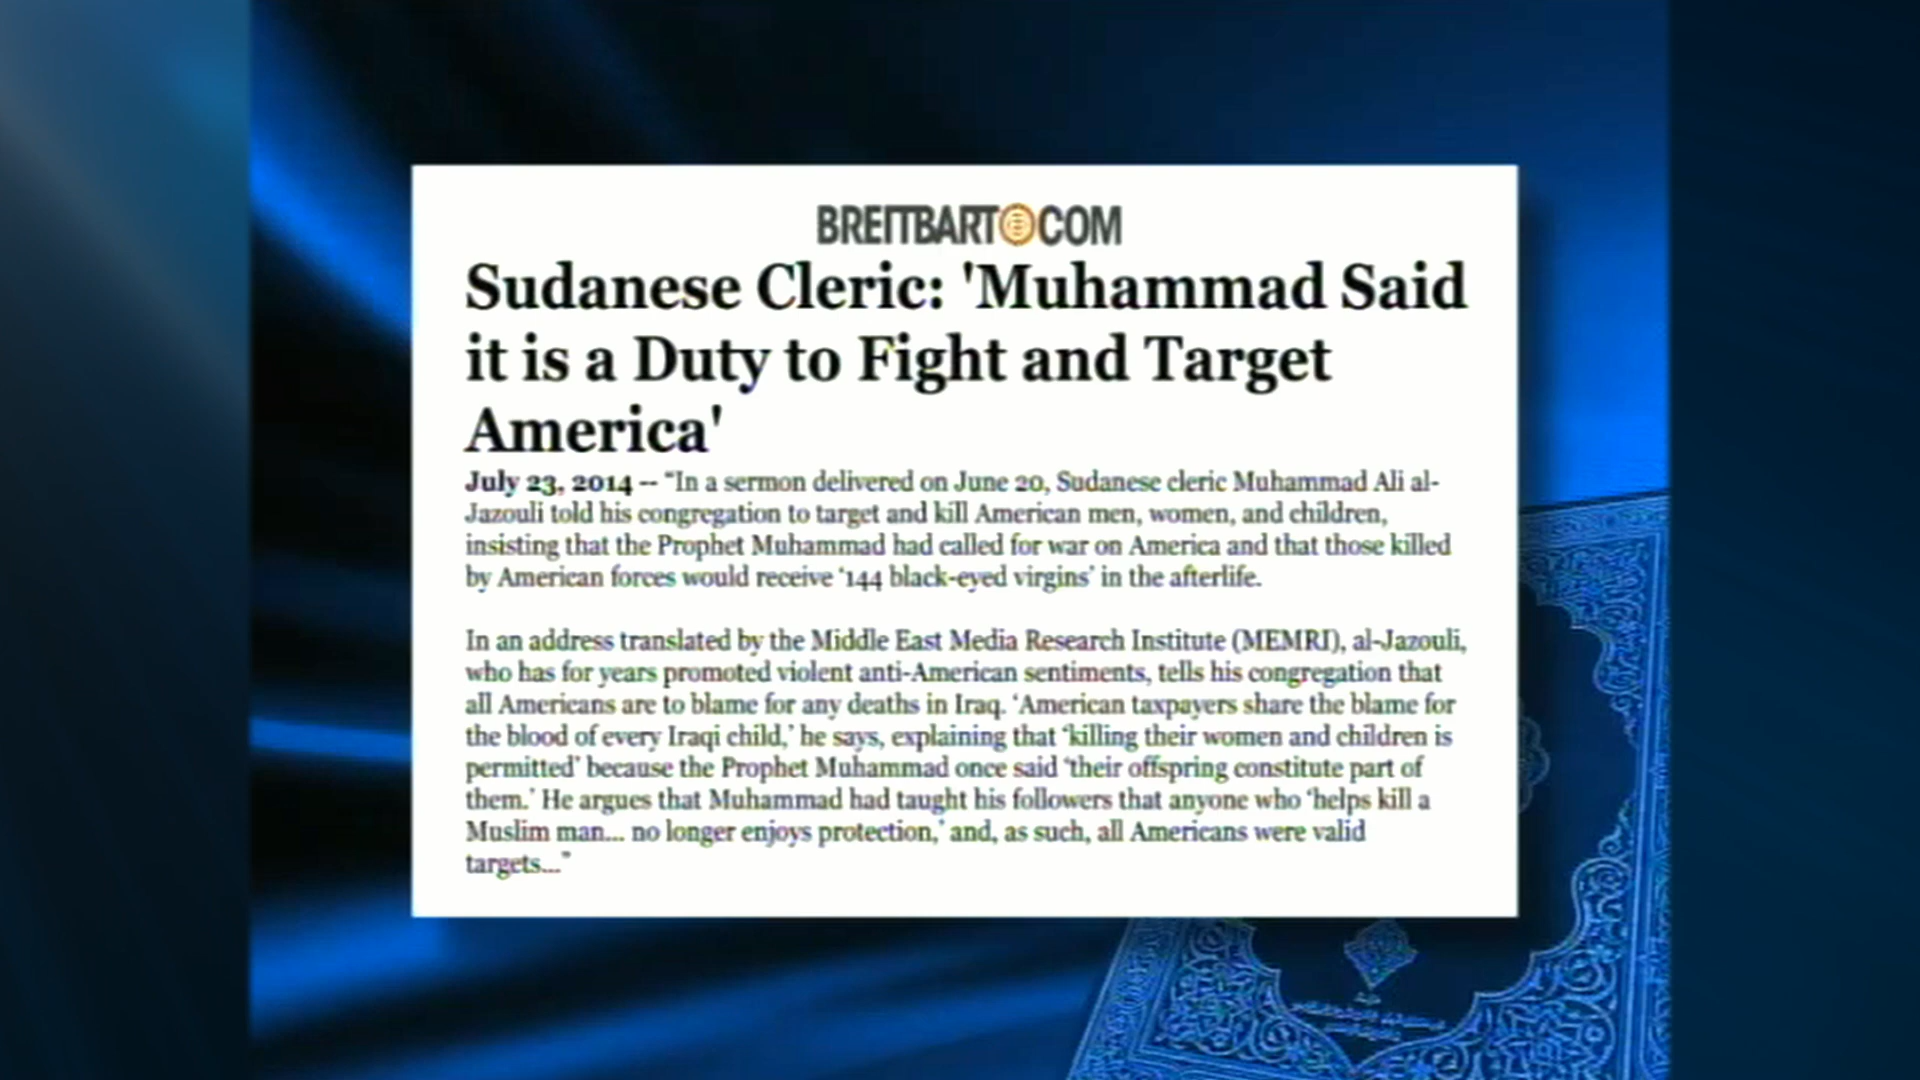 BREITBART COM
Sudanese Cleric: 'Muhammad Said
it is a Duty to Fight and Target
America'
July 23, 2014 -- “In a sermon delivered on June 20, Sudanese cleric Muhammad Ali al-
Jazouli told his congregation to target and kill American men, women, and children,
insisting that the Prophet Muhammad had called for war on America and that those killed
by American forces would receive ‘144 black-eyed virgins’ in the afterlife.
In an address translated by the Middle East Media Research Institute (MEMRI), al-Jazouli,
who has for years promoted violent anti-American sentiments, tells his congregation that
all Americans are to blame for any deaths in Iraq. ‘American taxpayers share the blame for
the blood of every Iraqi child,’ he says, explaining that ‘killing their women and children is
permitted’ because the Prophet Muhammad once said ‘their offspring constitute part of
them.’ He argues that Muhammad had taught his followers that anyone who ‘helps kill a
Muslim man... no longer enjoys protection,’ and, as such, all Americans were valid
targets...”